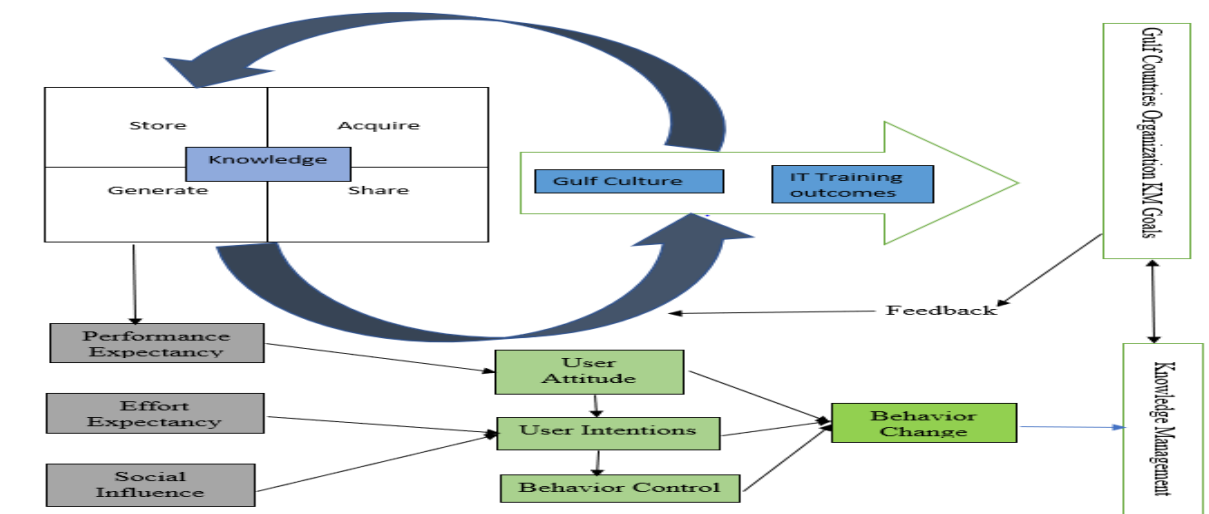 Store
Acquire
Knowledge
Generate
Share
Gulf Culture
IT Training
outcomes
Gulf Countries Organization KM Goals
Feedback
Performance
Expectancy
User
Attitude
Effort
Expectancy
User Intentions
Behavior
Change
Knowledge Management
Social
Influence
Behavior Control